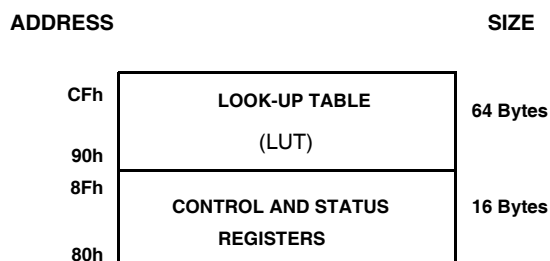 ADDRESS SIZE
CFh LOOK-UP TABLE 64 Bytes
(LUT)
90h
8Fh
CONTROL AND STATUS 16 Bytes
REGISTERS
80h